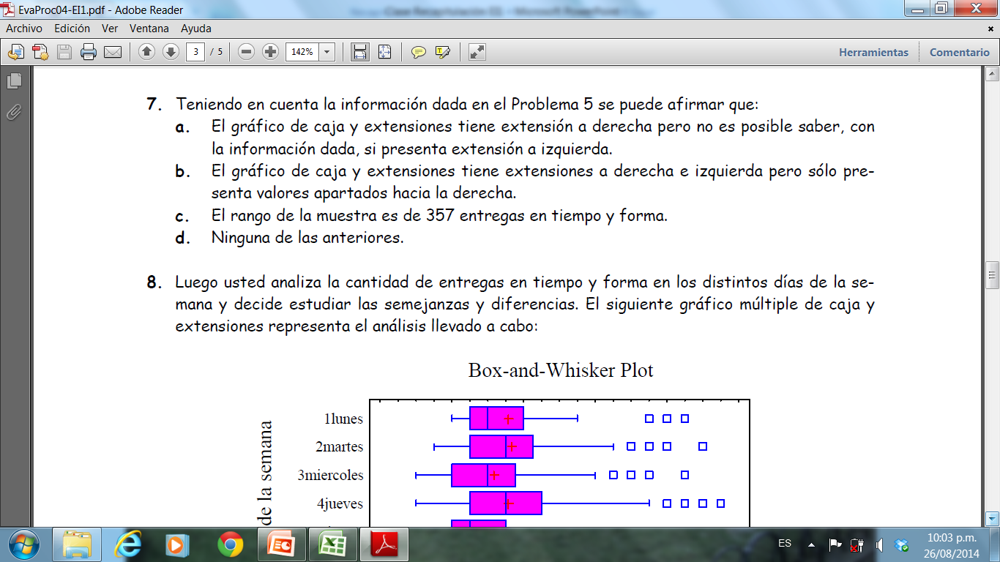 EvaProc04-EI1.pdf - Adobe Reader
Archivo Edición Ver Ventana Ayuda
3 / 5 142% Herramientas Comentario
7. Teniendo en cuenta la información dada en el Problema 5 se puede afirmar que:
a. El gráfico de caja y extensiones tiene extensión a derecha pero no es posible saber, con
la información dada, si presenta extensión a izquierda.
b. El gráfico de caja y extensiones tiene extensiones a derecha e izquierda pero sólo pre-
senta valores apartados hacia la derecha.
c. El rango de la muestra es de 357 entregas en tiempo y forma.
d. Ninguna de las anteriores.
8. Luego usted analiza la cantidad de entregas en tiempo y forma en los distintos días de la se-
mana y decide estudiar las semejanzas y diferencias. El siguiente gráfico múltiple de caja y
extensiones representa el análisis llevado a cabo:
Box-and-Whisker Plot
de la semana
1lunes
2martes
3miercoles
4jueves
ES
10:03 p.m.
26/08/2014